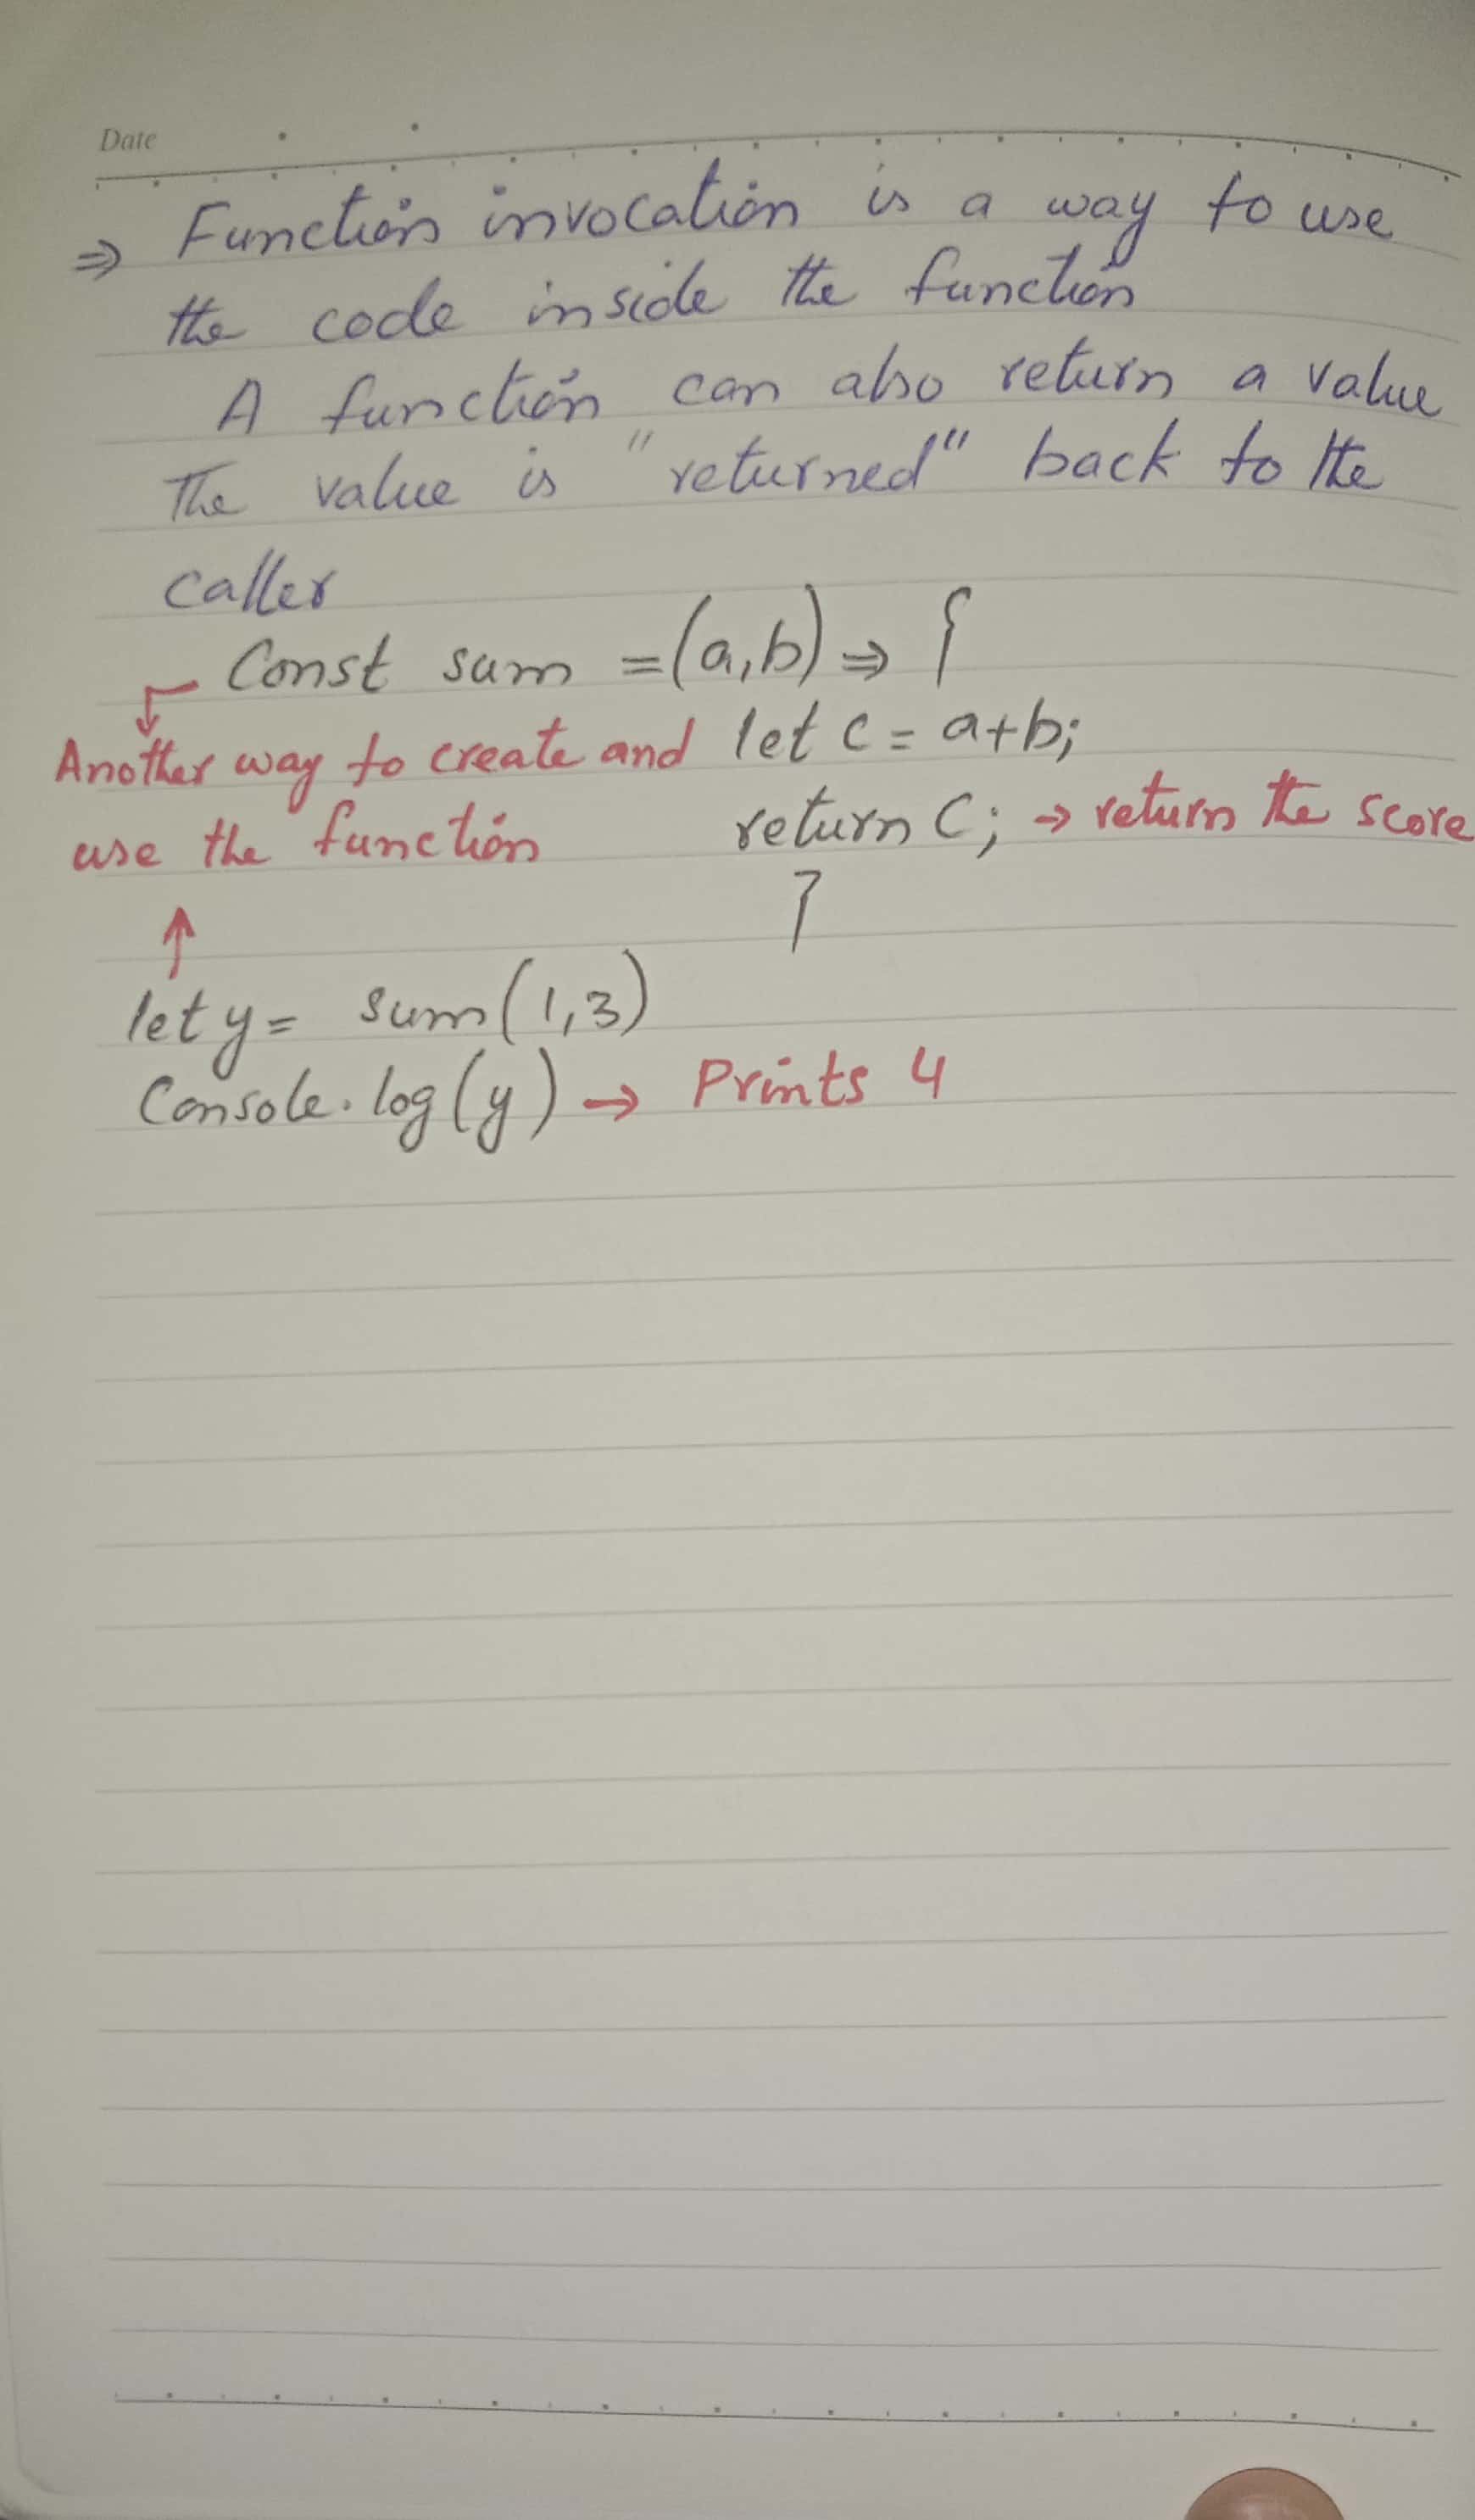 Date
⇒ Function invocation is a way to use
the code inside the function
A function can also return a value
The value is "returned" back to the
caller
Const sum = (a,b) ⇒ {
Another way to create and let c = a+b;
use the function return C; → return the score
}
↑
let y = sum(1,3)
Console.log(y) → Prints 4